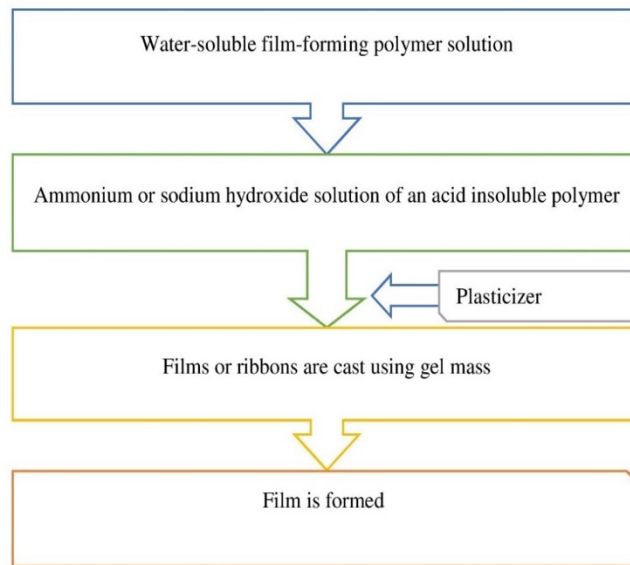 Water-soluble film-forming polymer solution
Ammonium or sodium hydroxide solution of an acid insoluble polymer
Plasticizer
Films or ribbons are cast using gel mass
Film is formed